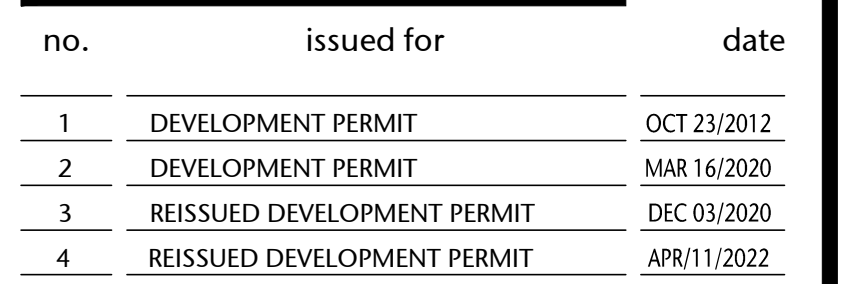 no. issued for date
1 DEVELOPMENT PERMIT OCT 23/2012
2 DEVELOPMENT PERMIT MAR 16/2020
3 REISSUED DEVELOPMENT PERMIT DEC 03/2020
4 REISSUED DEVELOPMENT PERMIT APR/11/2022